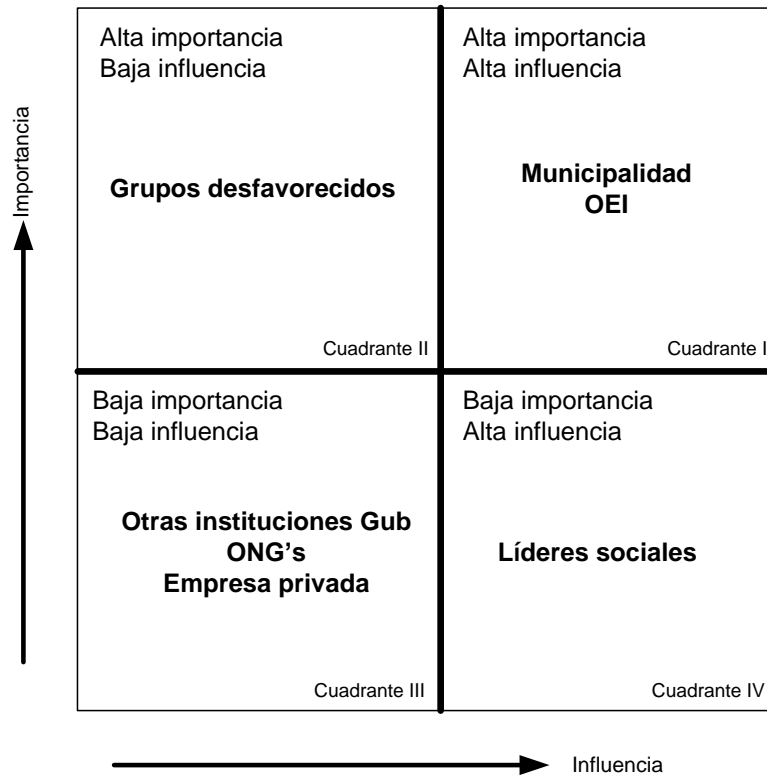 Alta importancia
Baja influencia
Grupos desfavorecidos
Cuadrante II
Alta importancia
Alta influencia
Municipalidad
OEI
Cuadrante I
Importancia
Baja importancia
Baja influencia
Otras instituciones Gub
ONG’s
Empresa privada
Cuadrante III
Baja importancia
Alta influencia
Líderes sociales
Cuadrante IV
Influencia